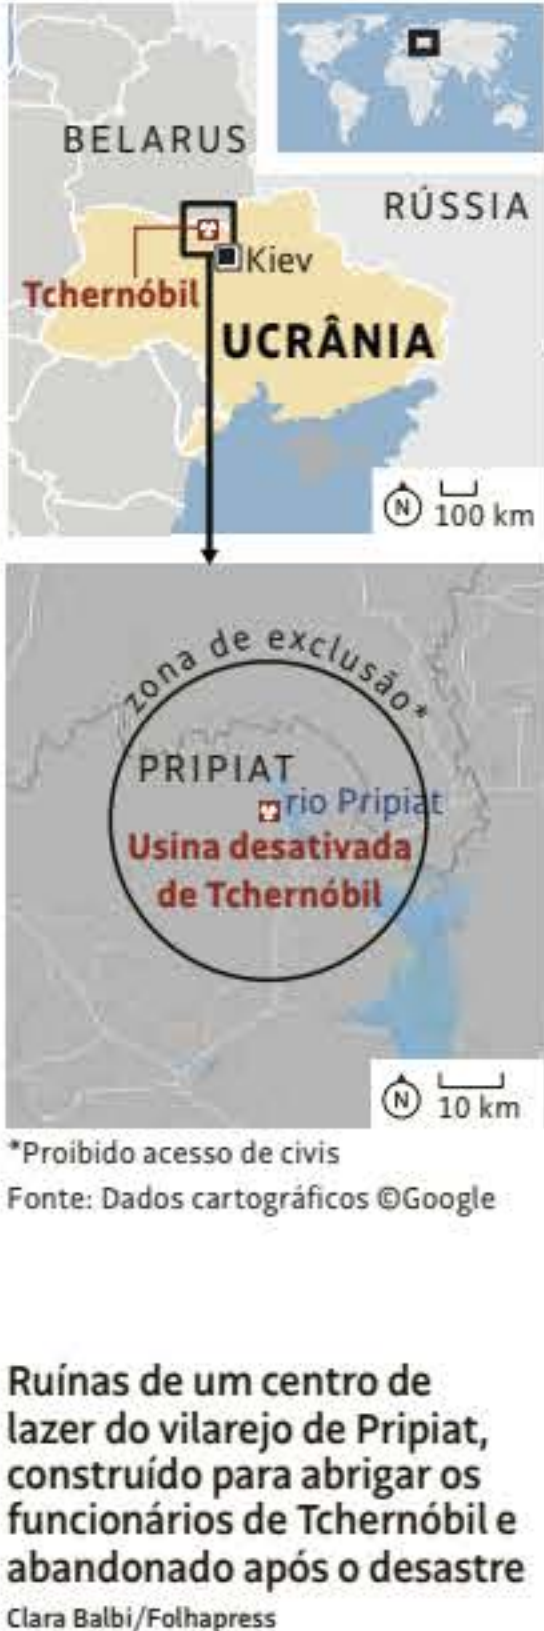 BELARUS
RÚSSIA
Kiev
Tchernóbil
UCRÂNIA
N
100 km
zona de exclusão*
PRIPIAT
rio Pripiat
Usina desativada
de Tchernóbil
N
10 km
*Proibido acesso de civis
Fonte: Dados cartográficos ©Google
Ruínas de um centro de
lazer do vilarejo de Pripiat,
construído para abrigar os
funcionários de Tchernóbil e
abandonado após o desastre
Clara Balbi/Folhapress